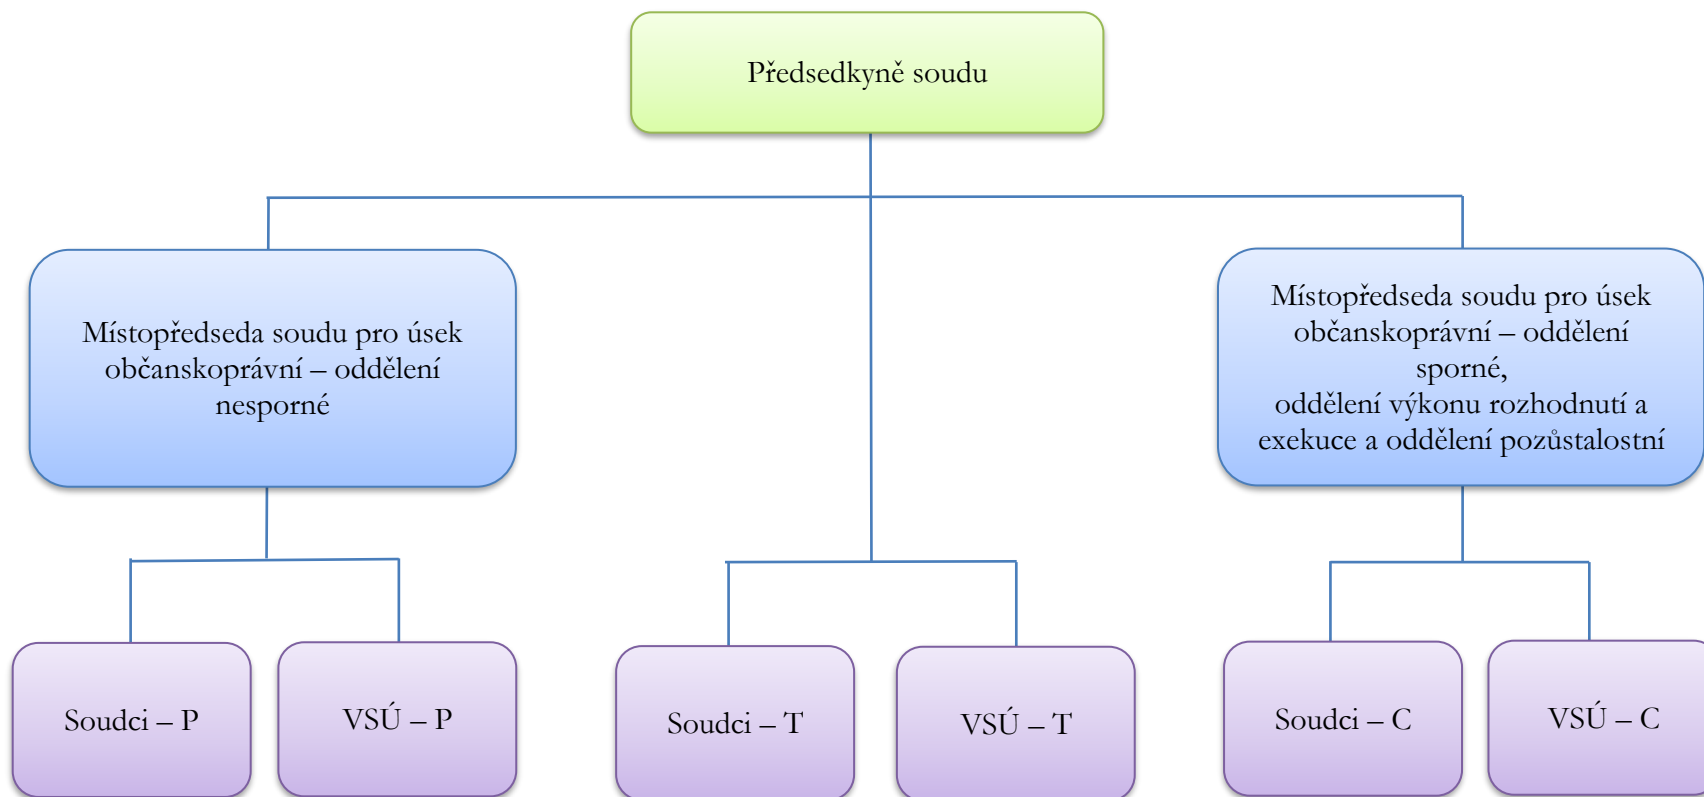 Předsedkyně soudu
Místopředseda soudu pro úsek
občanskoprávní – oddělení
nesporné
Místopředseda soudu pro úsek
občanskoprávní – oddělení
sporné,
oddělení výkonu rozhodnutí a
exekuce a oddělení pozůstalostní
Soudci – P
VSÚ – P
Soudci – T
VSÚ – T
Soudci – C
VSÚ – C